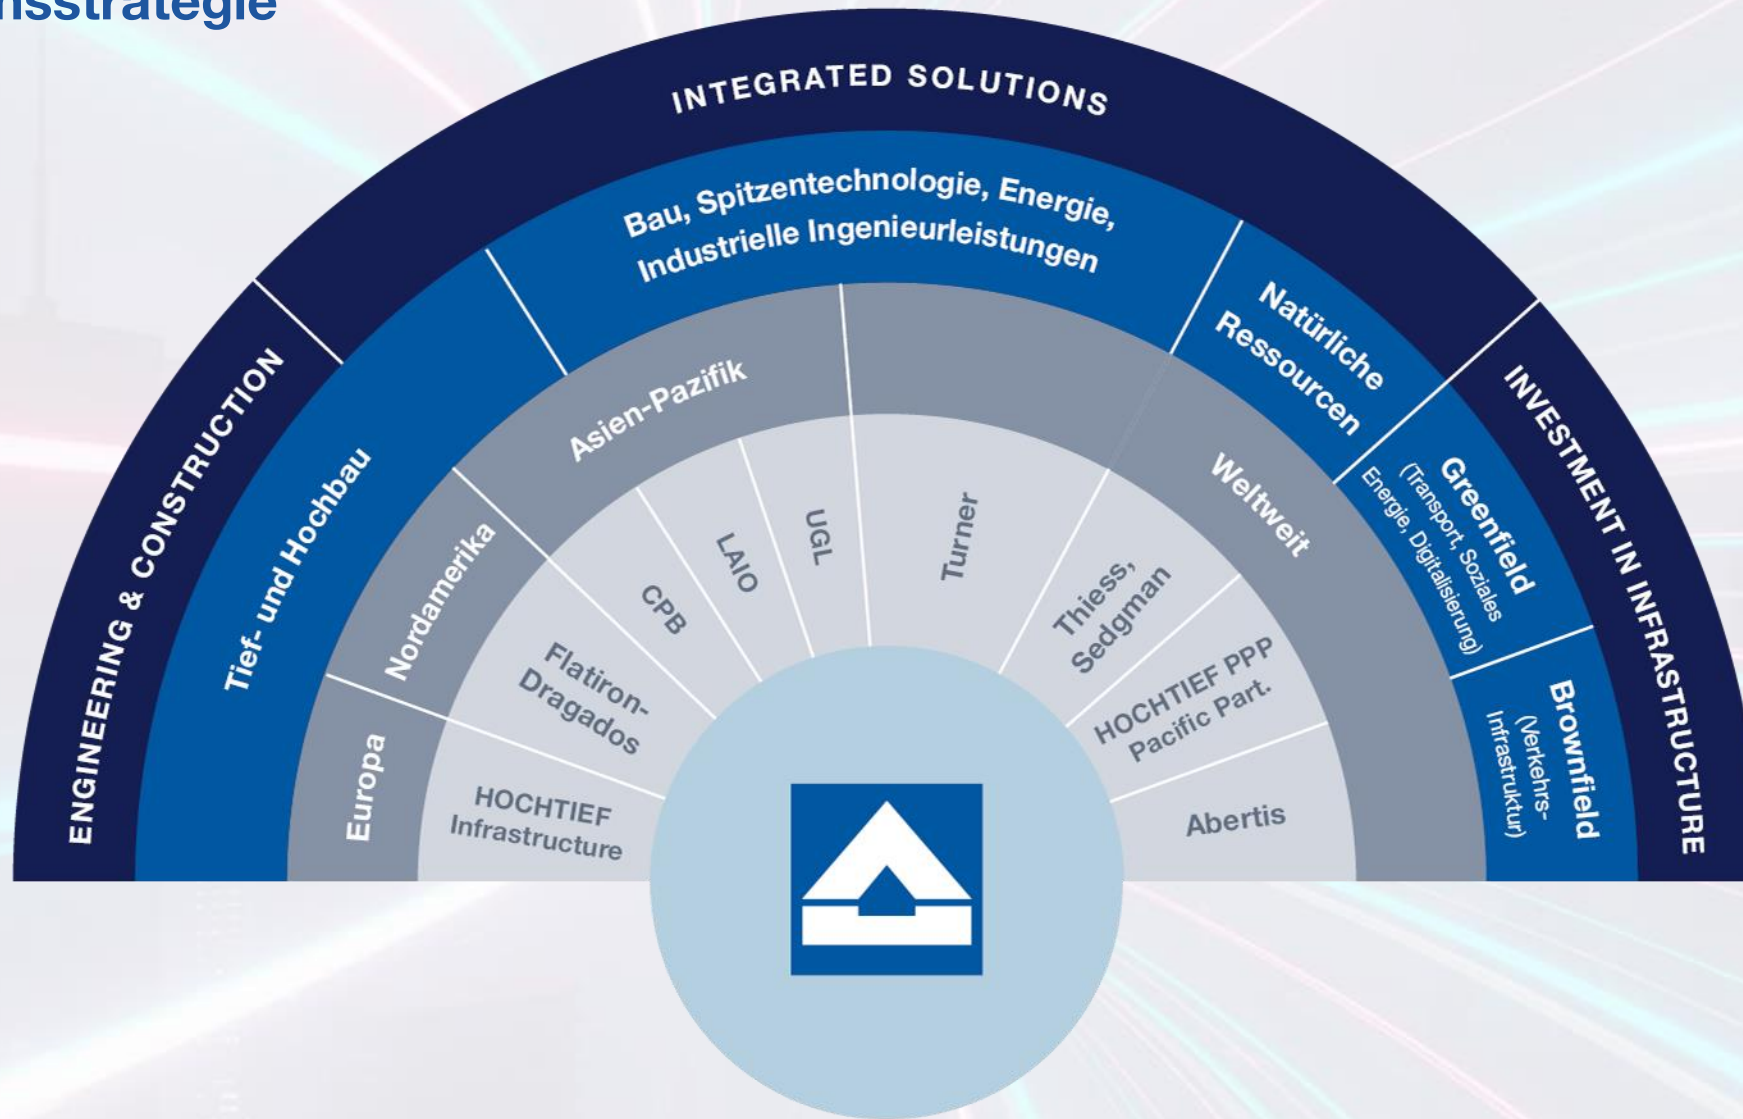 nsstrategie
INTEGRATED SOLUTIONS
ENGINEERING & CONSTRUCTION
INVESTMENT IN INFRASTRUCTURE
Tief- und Hochbau
Bau, Spitzentechnologie, Energie,
Industrielle Ingenieurleistungen
Natürliche
Ressourcen
Greenfield
(Transport, Soziales
Energie, Digitalisierung)
Brownfield
(Verkehrs-
Infrastruktur)
Europa
Nordamerika
Asien-Pazifik
Weltweit
HOCHTIEF
Infrastructure
Flatiron-
Dragados
CPB
LAIO
UGL
Turner
Thiess,
Sedgman
HOCHTIEF PPP
Pacific Part.
Abertis